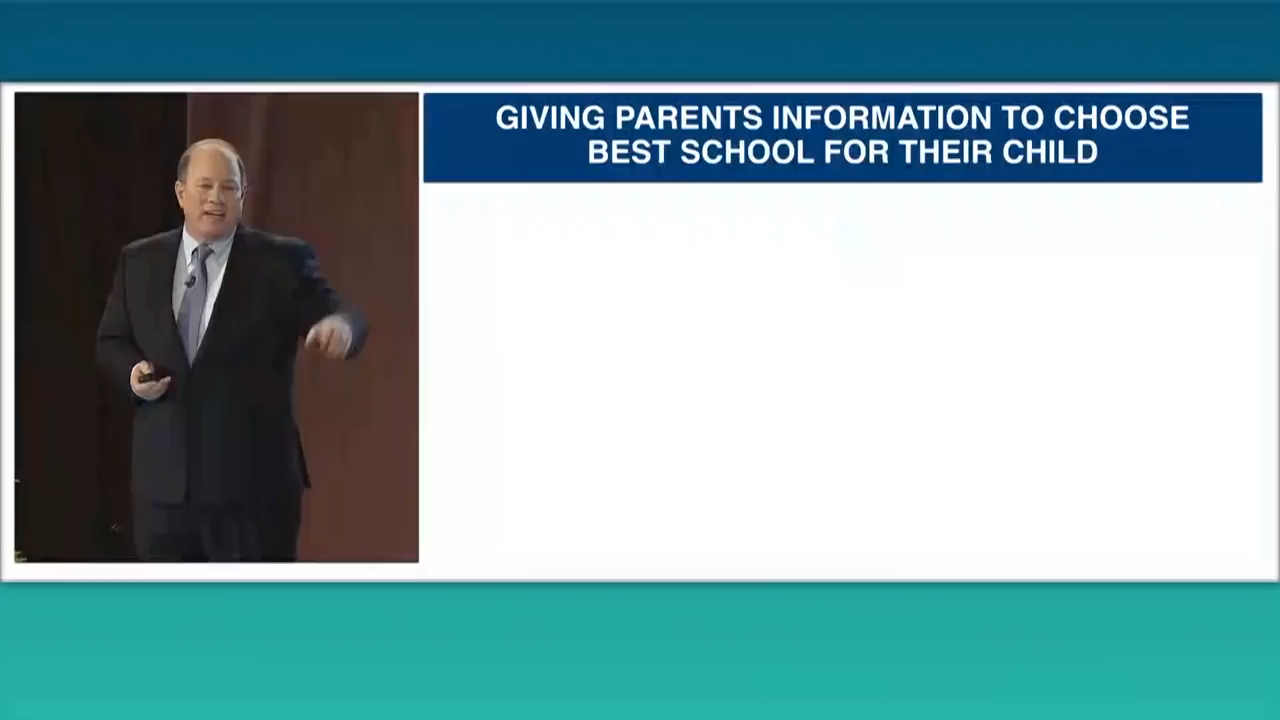 GIVING PARENTS INFORMATION TO CHOOSE
BEST SCHOOL FOR THEIR CHILD